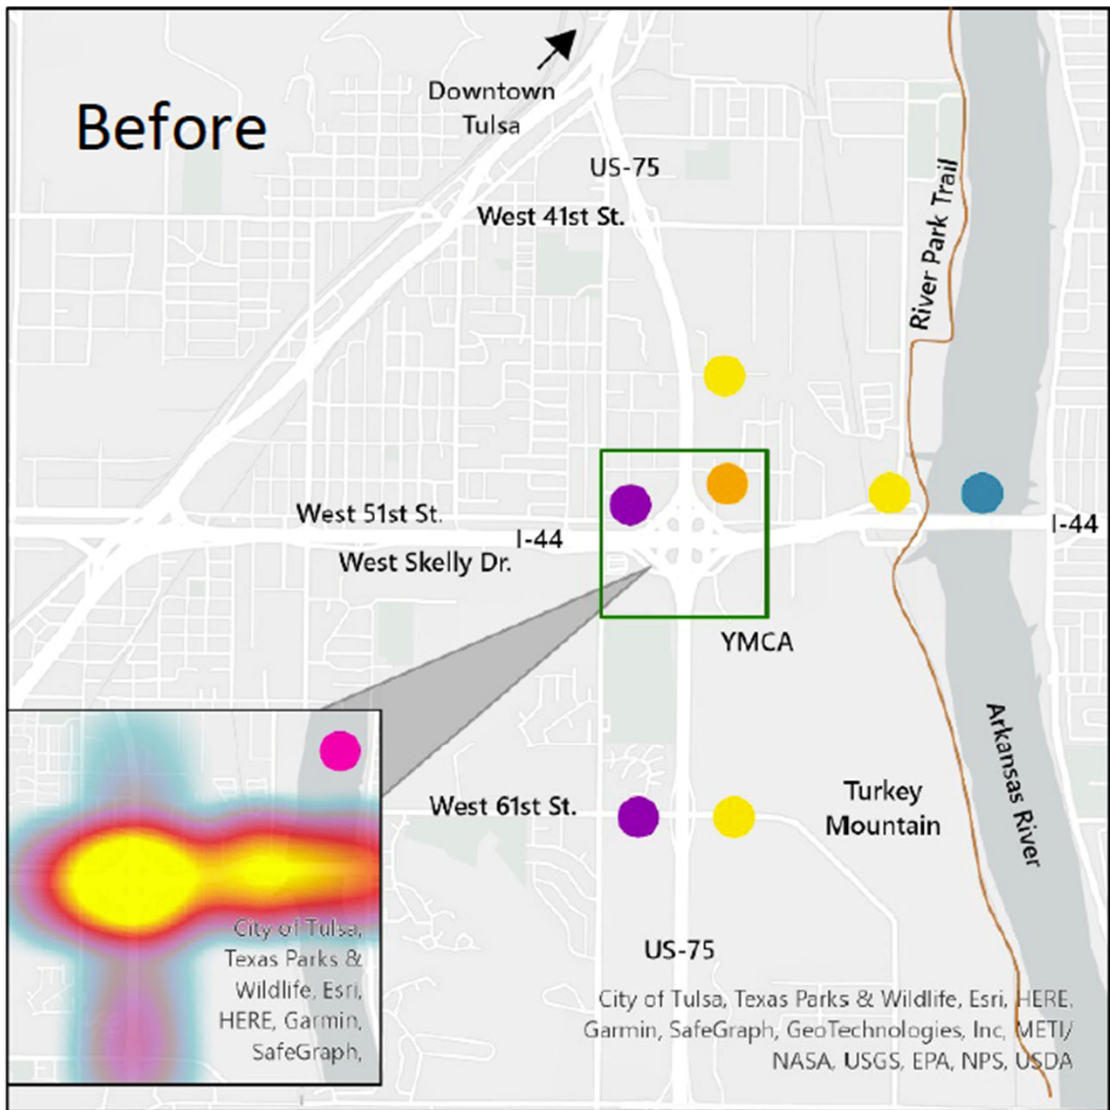 Downtown
Tulsa
Before
US-75
West 41st St.
River Park Trail
West 51st St.
I-44
I-44
West Skelly Dr.
YMCA
Arkansas River
Turkey
Mountain
West 61st St.
US-75
City of Tulsa,
Texas Parks &
Wildlife, Esri,
HERE, Garmin,
SafeGraph,
City of Tulsa, Texas Parks & Wildlife, Esri, HERE,
Garmin, SafeGraph, GeoTechnologies, Inc, METI/
NASA, USGS, EPA, NPS, USDA